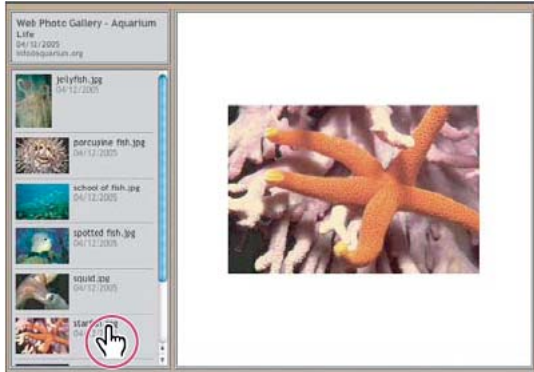 Web Photo Gallery - Aquarium
Life
04/12/2005
info@aquarium.org
jellyfish.jpg
04/12/2005
porcupine fish.jpg
04/12/2005
school of fish.jpg
04/12/2005
spotted fish.jpg
04/12/2005
squid.jpg
04/12/2005